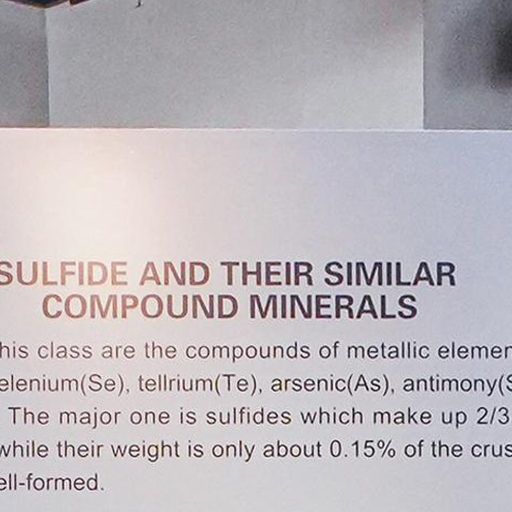 SULFIDE AND THEIR SIMILAR
COMPOUND MINERALS
his class are the compounds of metallic elemen
elenium(Se), tellrium(Te), arsenic(As), antimony(S
The major one is sulfides which make up 2/3
while their weight is only about 0.15% of the crus
ell-formed.